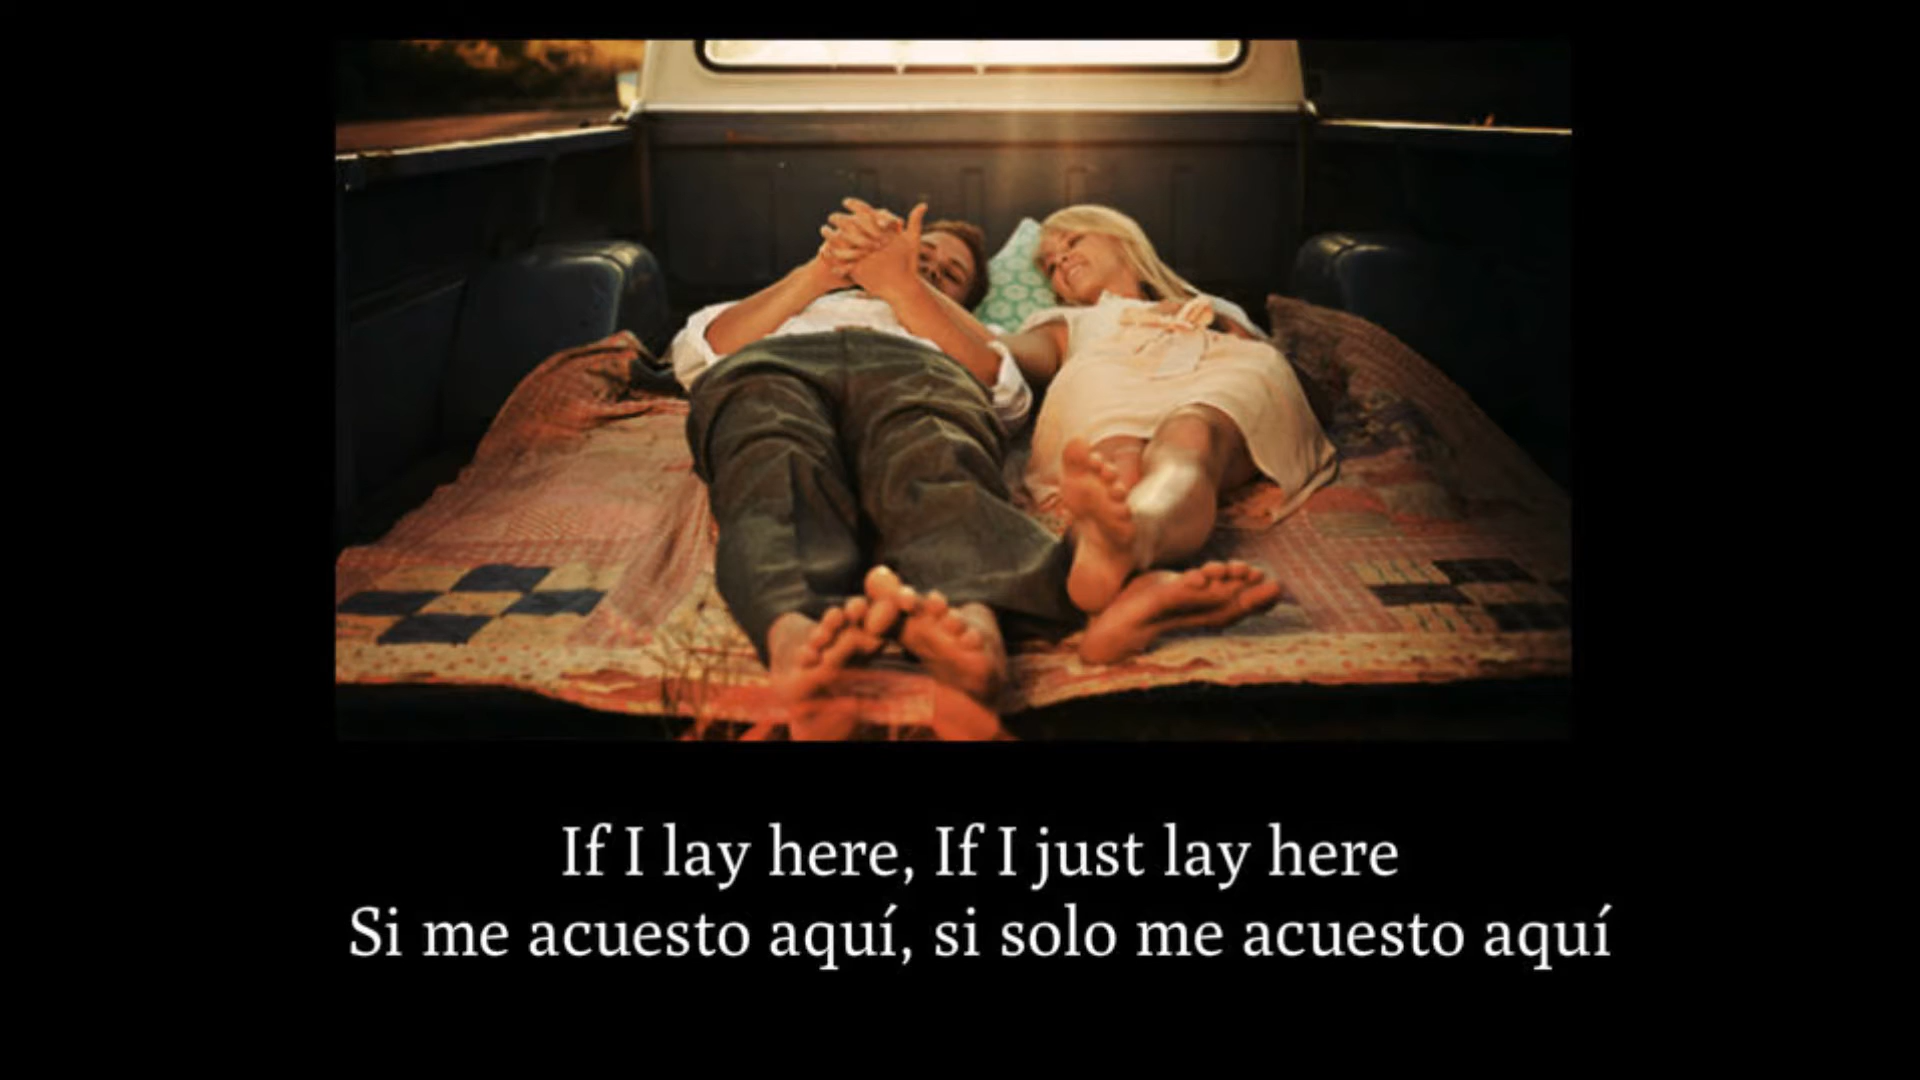 If I lay here, If I just lay here
Si me acuesto aquí, si solo me acuesto aquí